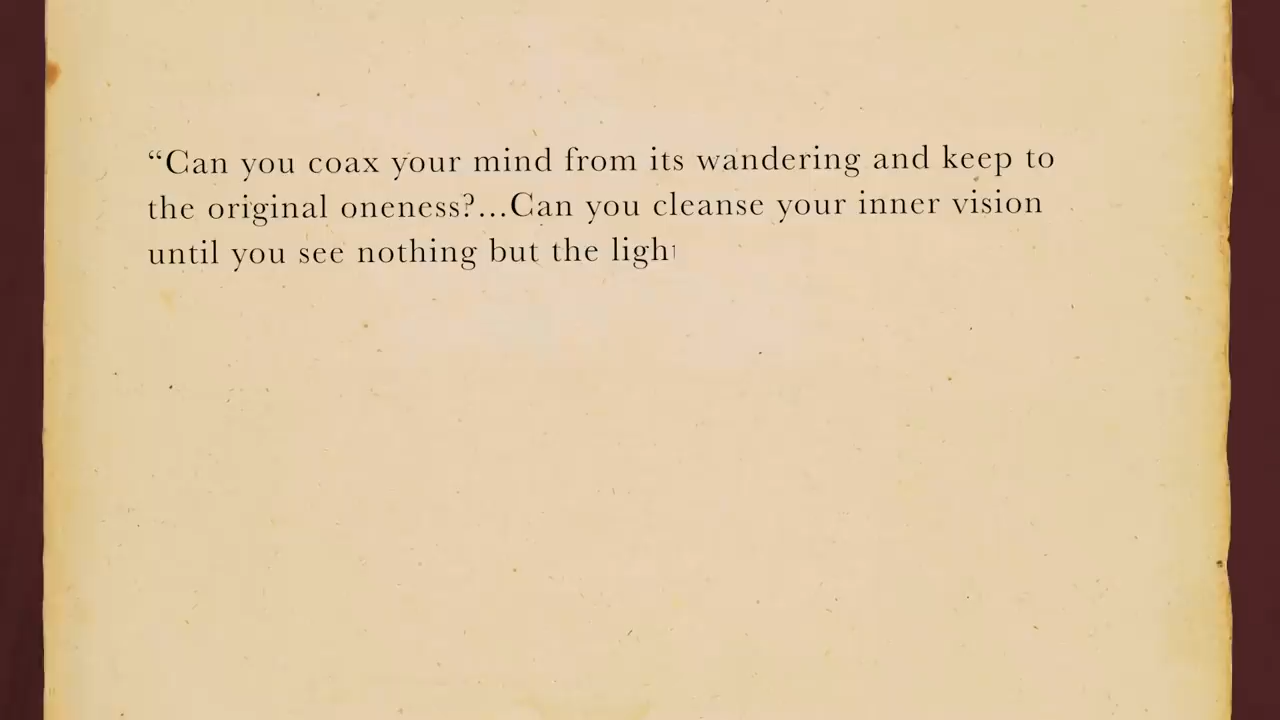 “Can you coax your mind from its wandering and keep to
the original oneness?...Can you cleanse your inner vision
until you see nothing but the ligh